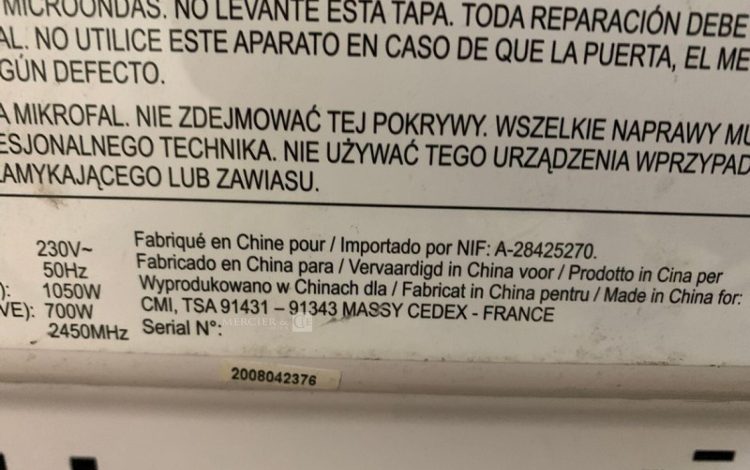 MICROONDAS. NO LEVANTE ESTA TAPA. TODA REPARACIÓN DEBE
AL. NO UTILICE ESTE APARATO EN CASO DE QUE LA PUERTA, EL ME
GÚN DEFECTO.
A MIKROFAL. NIE ZDEJMOWAĆ TEJ POKRYWY. WSZELKIE NAPRAWY MU
ESJONALNEGO TECHNIKA. NIE UŻYWAĆ TEGO URZĄDZENIA WPRZYPAD
ŁAMYKAJĄCEGO LUB ZAWIASU.
230V~
50Hz
): 1050W
VE): 700W
2450MHz
Fabriqué en Chine pour / Importado por NIF: A-28425270.
Fabricado en China para / Vervaardigd in China voor / Prodotto in Cina per
Wyprodukowano w Chinach dla / Fabricat in China pentru / Made in China for:
CMI, TSA 91431 – 91343 MASSY CEDEX - FRANCE
MERCIER & CIE
Serial N°:
2008042376